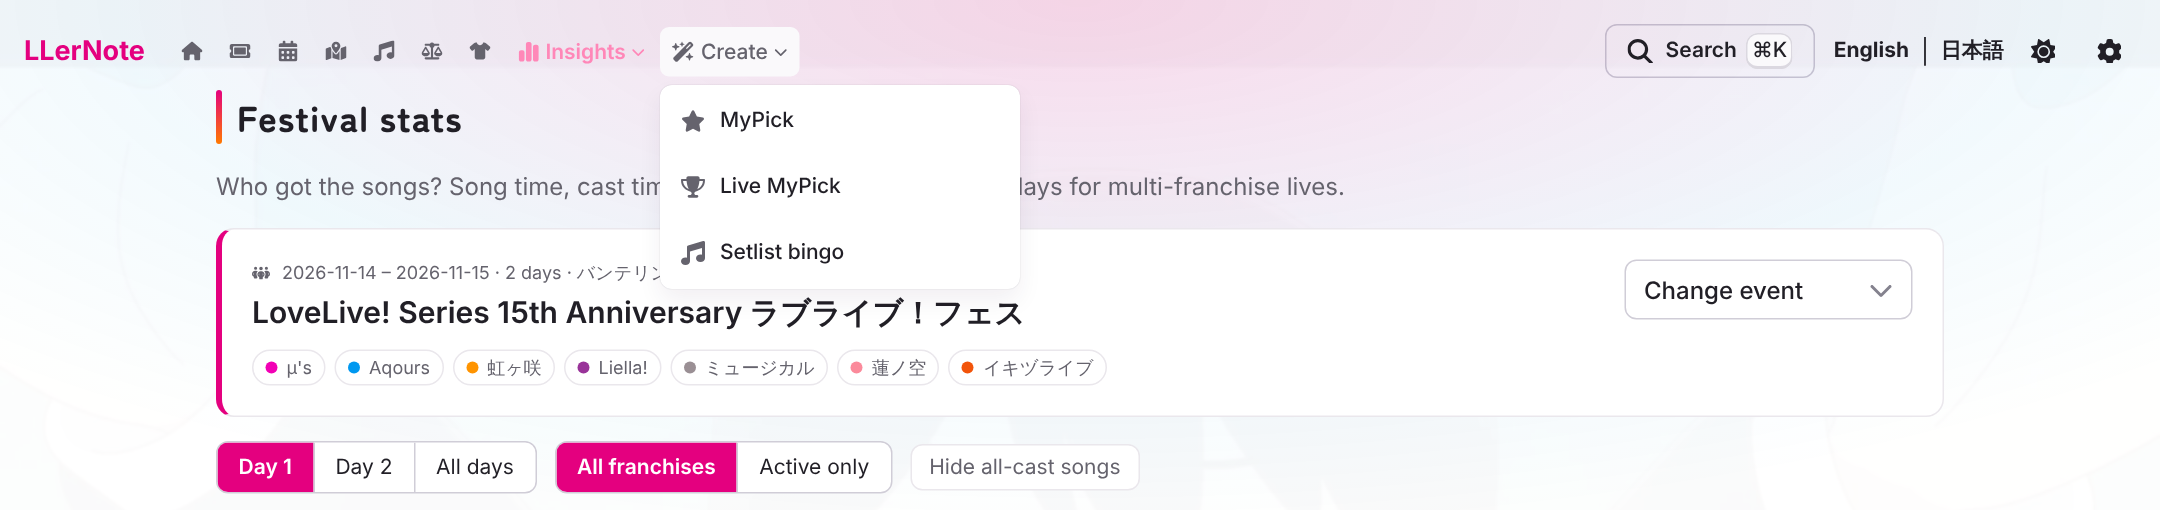 LLerNote Insights Create Search ⌘K English 日本語
MyPick
Live MyPick
Setlist bingo
Festival stats
Who got the songs? Song time, cast days for multi-franchise lives.
2026-11-14 – 2026-11-15 · 2 days · バンテリン
LoveLive! Series 15th Anniversary ラブライブ！フェス
μ's Aqours 虹ヶ咲 Liella! ミュージカル 蓮ノ空 イキヅライブ
Change event
Day 1 Day 2 All days All franchises Active only Hide all-cast songs